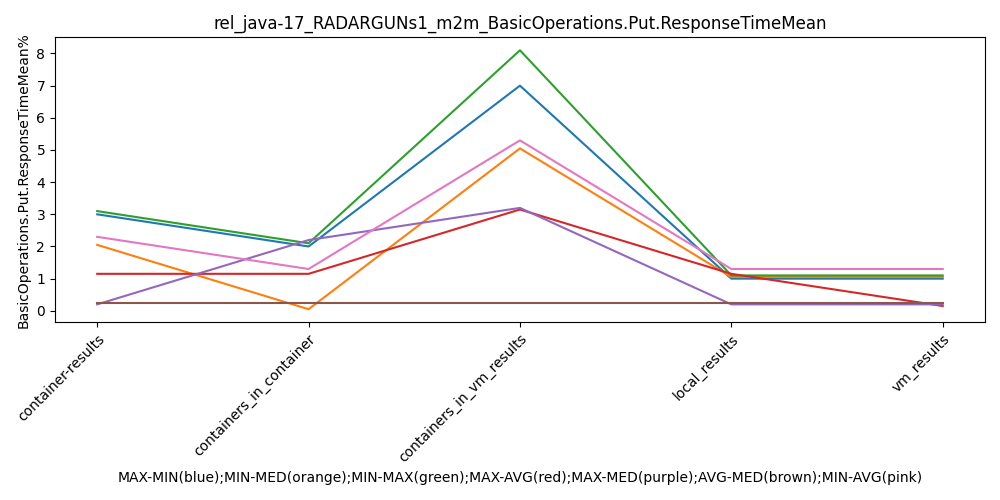 rel_java-17_RADARGUNs1_m2m_BasicOperations.Put.ResponseTimeMean
BasicOperations.Put.ResponseTimeMean%
8
7
6
5
4
3
2
1
0
container-results
containers_in_container
containers_in_vm_results
local_results
vm_results
MAX-MIN(blue);MIN-MED(orange);MIN-MAX(green);MAX-AVG(red);MAX-MED(purple);AVG-MED(brown);MIN-AVG(pink)